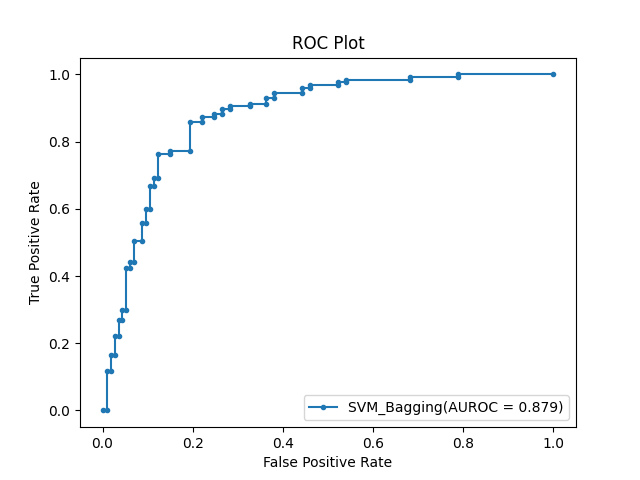 ROC Plot
1.0
0.8
0.6
0.4
0.2
0.0
True Positive Rate
SVM_Bagging(AUROC = 0.879)
0.0 0.2 0.4 0.6 0.8 1.0
False Positive Rate